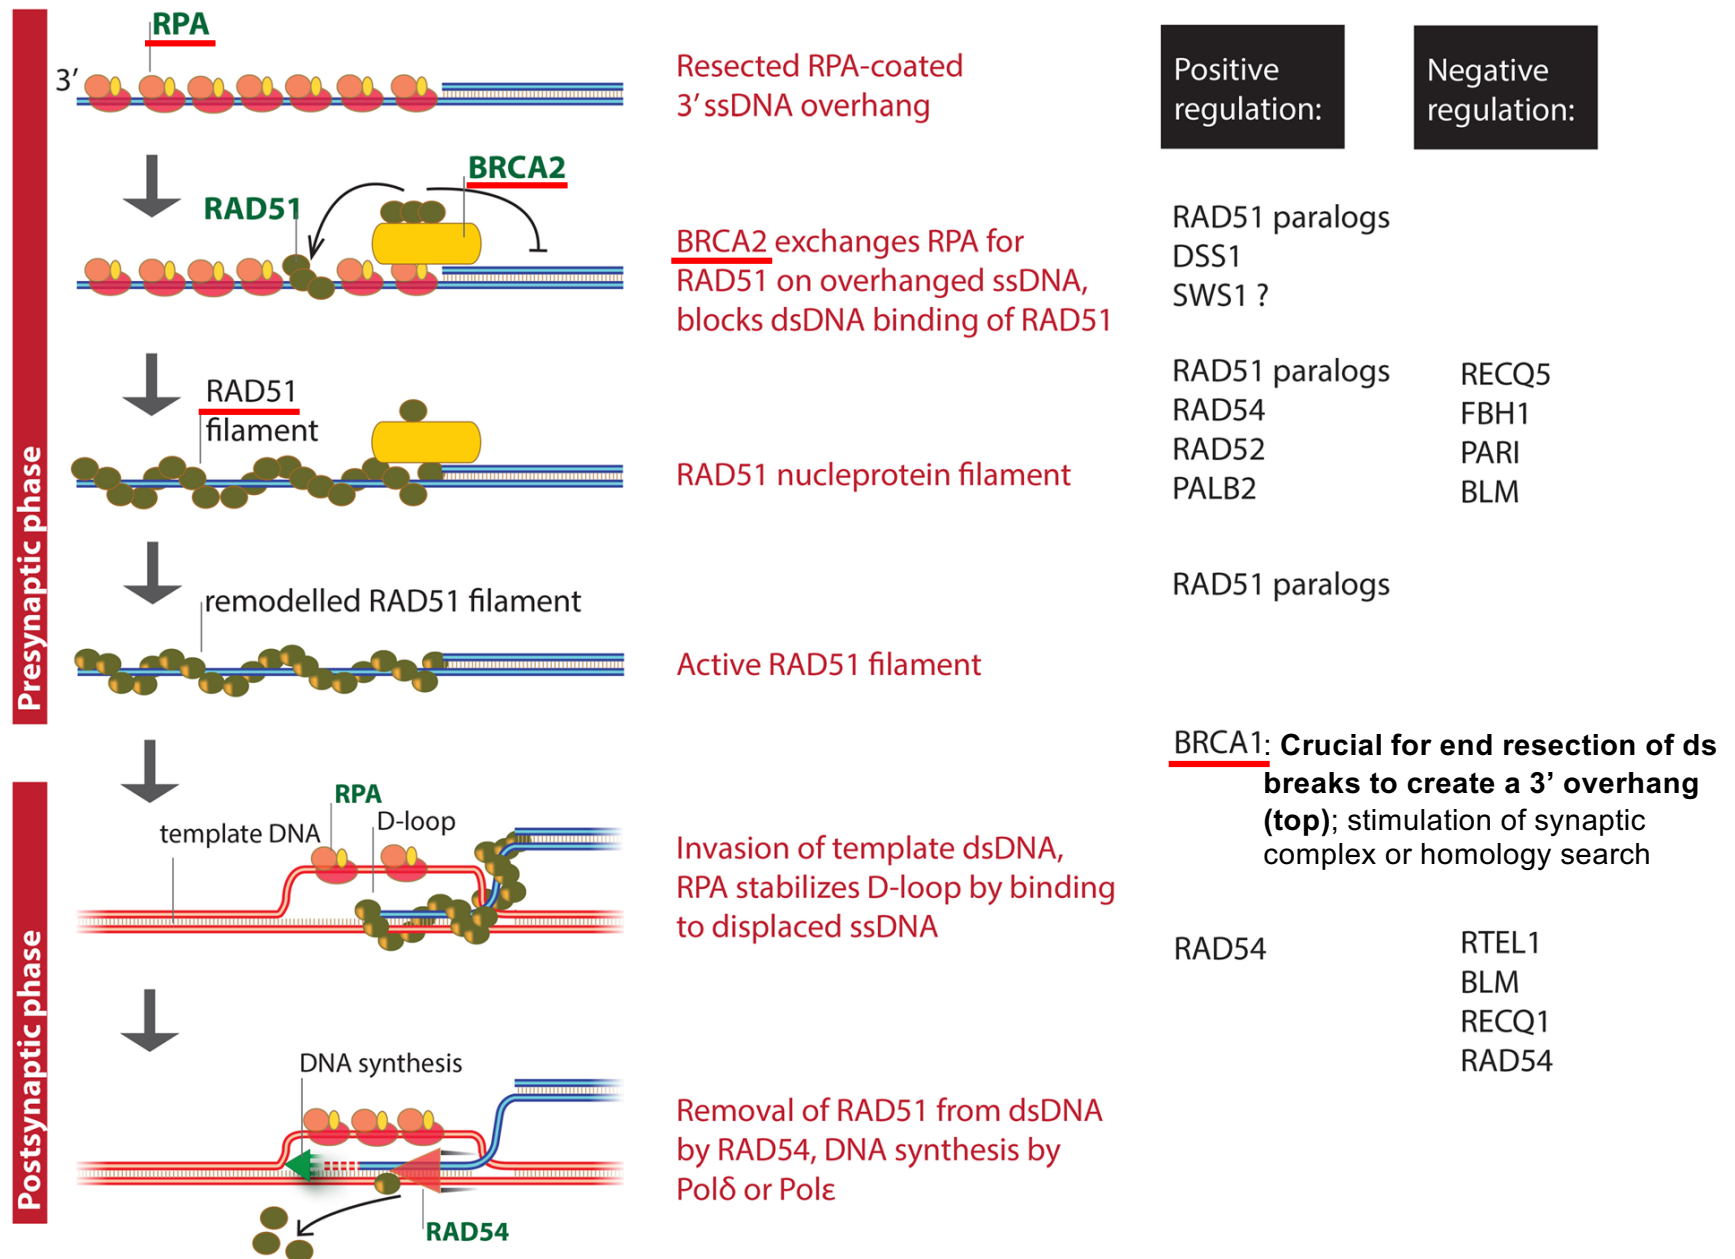 RPA
3’
Resected RPA-coated
3’ssDNA overhang
Positive
regulation:
Negative
regulation:
BRCA2
RAD51
BRCA2 exchanges RPA for
RAD51 on overhanged ssDNA,
blocks dsDNA binding of RAD51
RAD51 paralogs
DSS1
SWS1 ?
RAD51
filament
RAD51 nucleprotein filament
RAD51 paralogs
RAD54
RAD52
PALB2
RECQ5
FBH1
PARI
BLM
remodelled RAD51 filament
Active RAD51 filament
RAD51 paralogs
Presynaptic phase
BRCA1: Crucial for end resection of ds
breaks to create a 3’ overhang
(top); stimulation of synaptic
complex or homology search
RPA
template DNA
D-loop
Invasion of template dsDNA,
RPA stabilizes D-loop by binding
to displaced ssDNA
RAD54
RTEL1
BLM
RECQ1
RAD54
DNA synthesis
Removal of RAD51 from dsDNA
by RAD54, DNA synthesis by
Polδ or Polε
RAD54
Postsynaptic phase